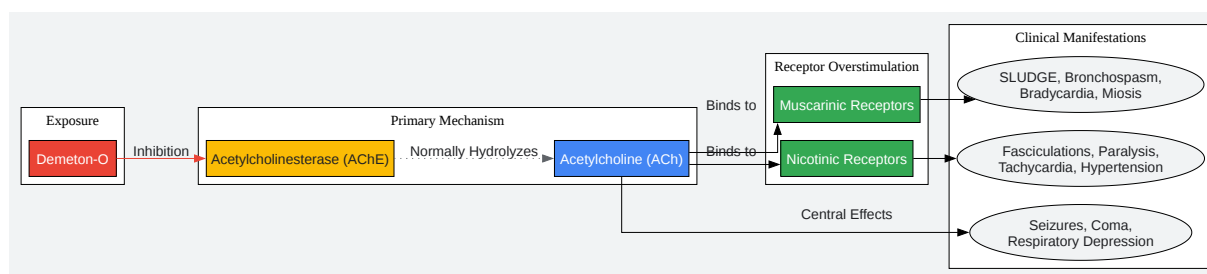 Exposure
Demeton-O
Inhibition
Primary Mechanism
Acetylcholinesterase (AChE)
Normally Hydrolyzes
Acetylcholine (ACh)
Binds to
Binds to
Receptor Overstimulation
Muscarinic Receptors
Nicotinic Receptors
Central Effects
Clinical Manifestations
SLUDGE, Bronchospasm,
Bradycardia, Miosis
Fasciculations, Paralysis,
Tachycardia, Hypertension
Seizures, Coma,
Respiratory Depression